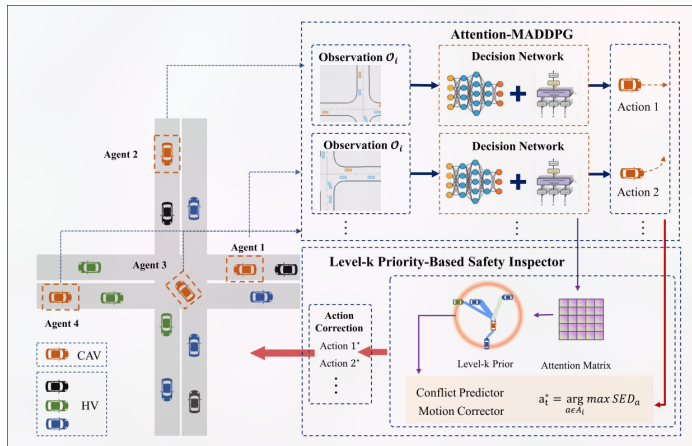 Attention-MADDPG
Observation 𝒪ᵢ
Decision Network
Action 1
Observation 𝒪ᵢ
Decision Network
Action 2
⋮ ⋮ ⋮
Agent 2
Agent 1
Agent 3
Agent 4
CAV
HV
Level-k Priority-Based Safety Inspector
Level-k Prior
Attention Matrix
Conflict Predictor
Motion Corrector
a*ₜ = arg max SEDₐ
a∈Aᵢ
Action
Correction
Action 1*
Action 2*
⋮